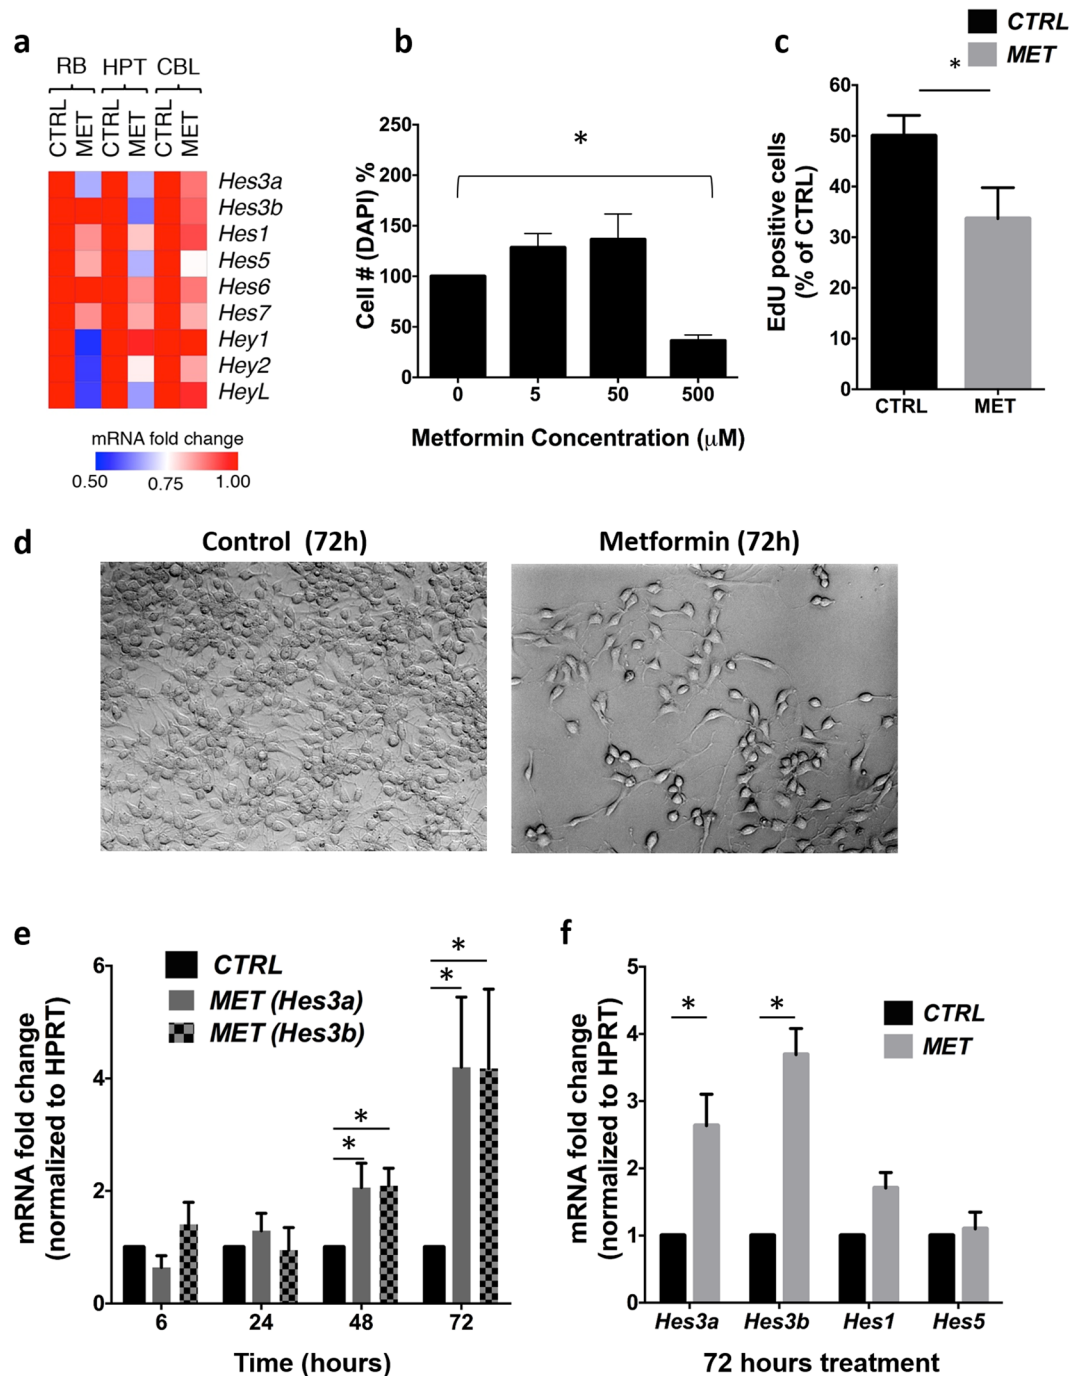 a
RB HPT CBL
CTRL MET CTRL MET CTRL MET
Hes3a
Hes3b
Hes1
Hes5
Hes6
Hes7
Hey1
Hey2
HeyL
mRNA fold change
0.50 0.75 1.00
b
Cell # (DAPI) %
250
200
150
100
50
0
*
0 5 50 500
Metformin Concentration (μM)
c
CTRL
MET
EdU positive cells
(% of CTRL)
60
50
40
30
20
10
0
*
CTRL MET
d
Control (72h)
Metformin (72h)
e
mRNA fold change
(normalized to HPRT)
6
4
2
0
CTRL
MET (Hes3a)
MET (Hes3b)
*
*
*
*
6 24 48 72
Time (hours)
f
mRNA fold change
(normalized to HPRT)
5
4
3
2
1
0
CTRL
MET
* *
Hes3a Hes3b Hes1 Hes5
72 hours treatment